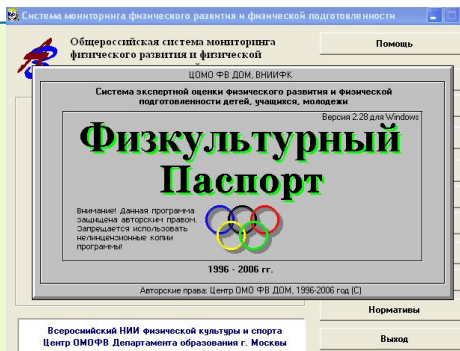 Система мониторинга физического развития и физической подготовленности
Общероссийская система мониторинга
физического развития и физической
Помощь
ЦОМО ФВ ДОМ, ВНИИФК
Система экспертной оценки физического развития и физической
подготовленности детей, учащихся, молодежи
Версия 2.28 для Windows
Физкультурный
Паспорт
Внимание! Данная программа
защищена авторским правом.
Запрещается использовать
нелинцензионные копии
программы!
1996 - 2006 гг.
Авторские права: Центр ОМО ФВ ДОМ, 1996-2006 год (С)
Нормативы
Всероснийский НИИ физической культуры и спорта
Центр ОМОФВ Департамента образования г. Москвы
Выход